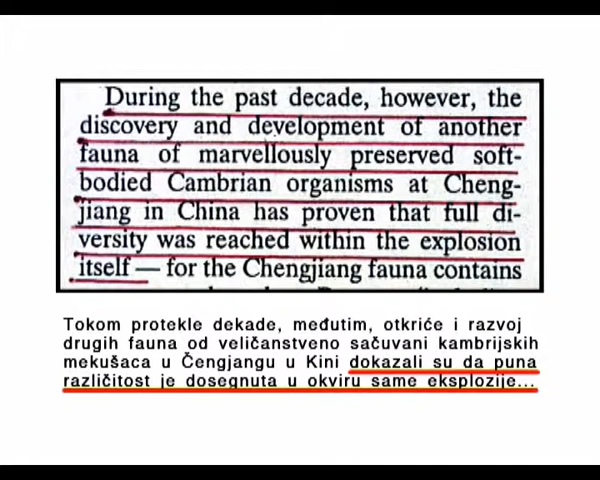 During the past decade, however, the
discovery and development of another
fauna of marvellously preserved soft-
bodied Cambrian organisms at Cheng-
jiang in China has proven that full di-
versity was reached within the explosion
itself — for the Chengjiang fauna contains
Tokom protekle dekade, međutim, otkriće i razvoj
drugih fauna od veličanstveno sačuvani kambrijskih
mekušaca u Čengjangu u Kini dokazali su da puna
različitost je dosegnuta u okviru same eksplozije...